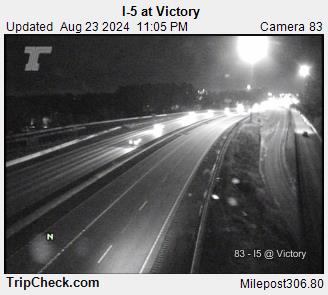 I-5 at Victory
Updated Aug 23 2024 11:05 PM Camera 83
T
N
83 - I5 @ Victory
TripCheck.com Milepost306.80